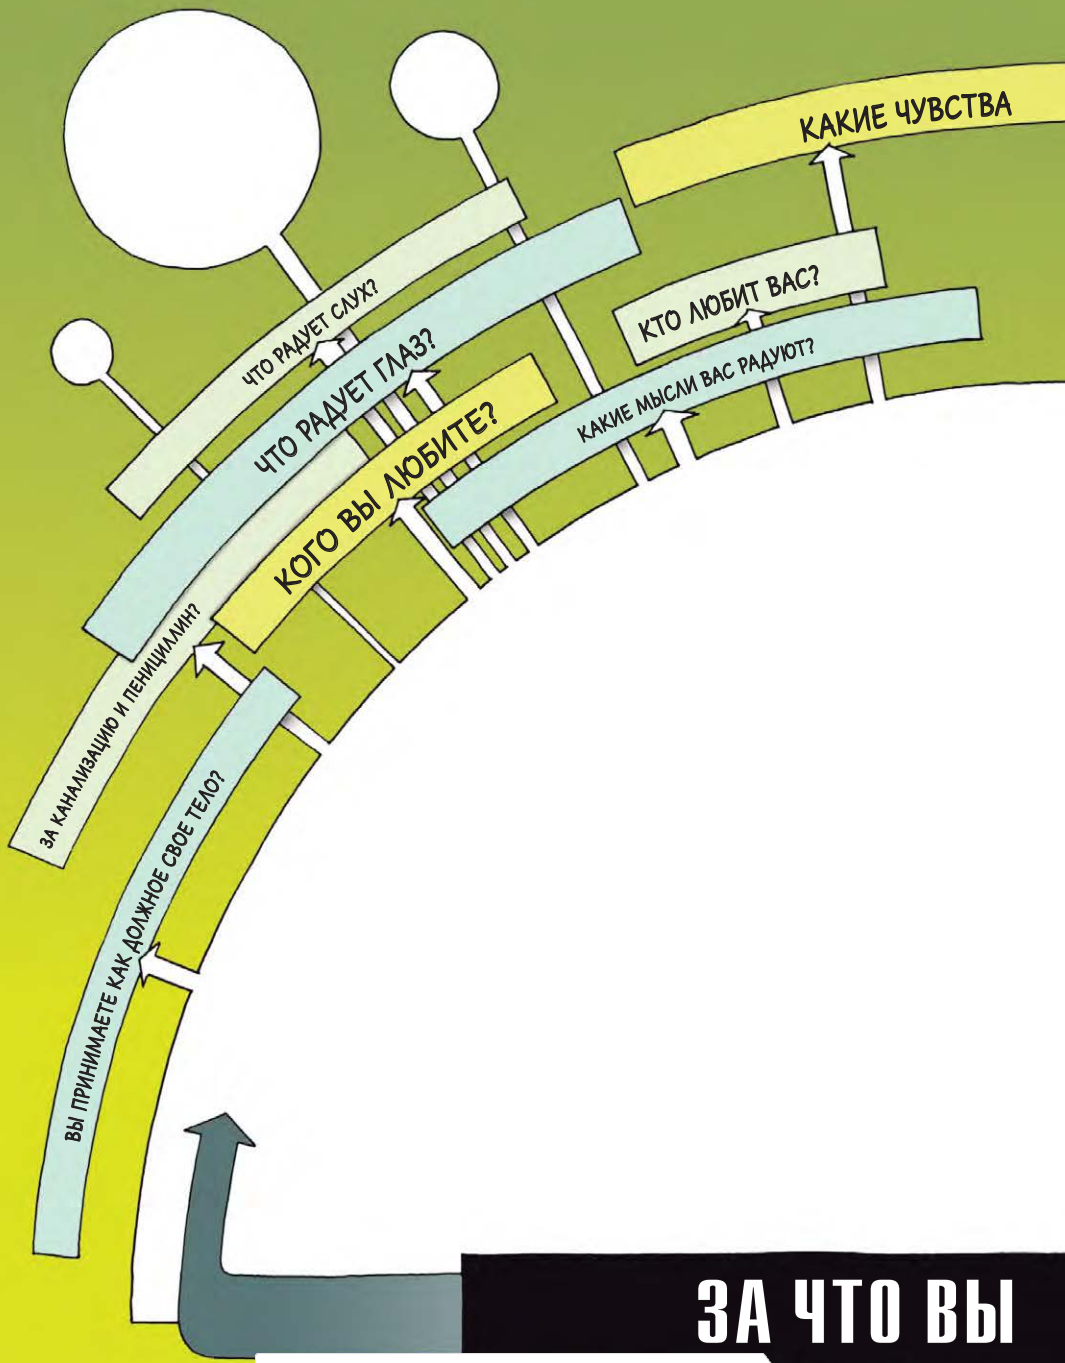 КАКИЕ ЧУВСТВА
КТО ЛЮБИТ ВАС?
ЧТО РАДУЕТ СЛУХ?
ЧТО РАДУЕТ ГЛАЗ?
КАКИЕ МЫСЛИ ВАС РАДУЮТ?
КОГО ВЫ ЛЮБИТЕ?
ЗА КАНАЛИЗАЦИЮ И ПЕНИЦИЛЛИН?
ВЫ ПРИНИМАЕТЕ КАК ДОЛЖНОЕ СВОЕ ТЕЛО?
ЗА ЧТО ВЫ